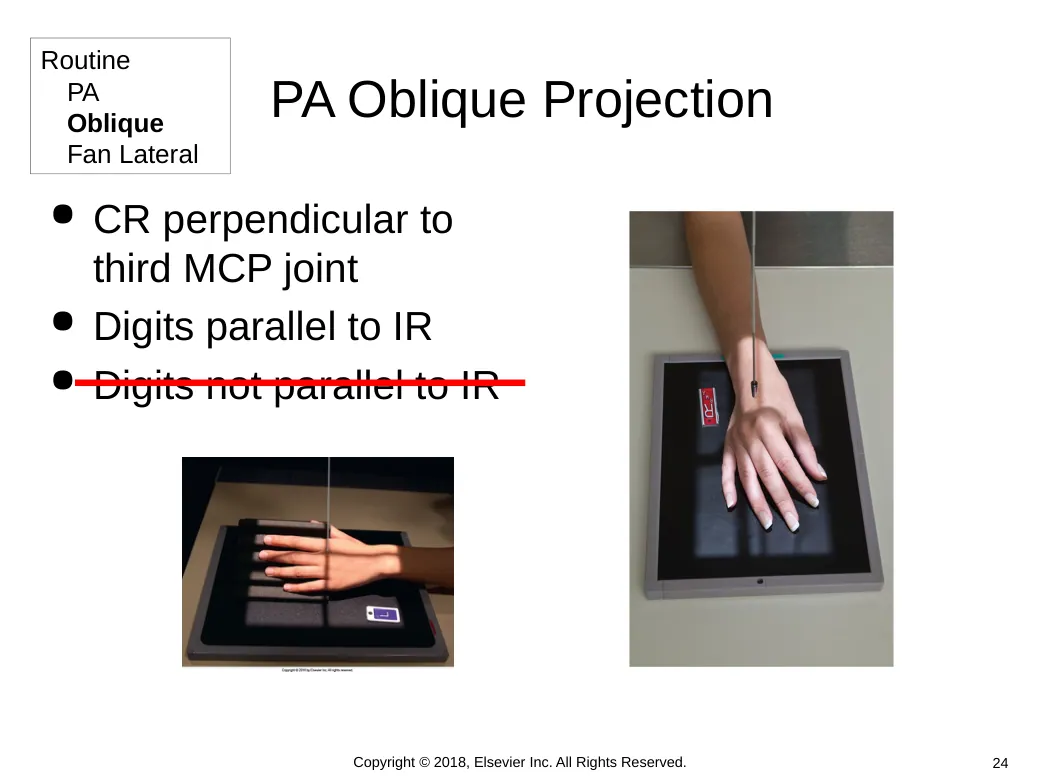 Routine
PA
Oblique
Fan Lateral
PA Oblique Projection
• CR perpendicular to
third MCP joint
• Digits parallel to IR
• Digits not parallel to IR
L
Copyright © 2018, Elsevier Inc. All Rights Reserved.
24